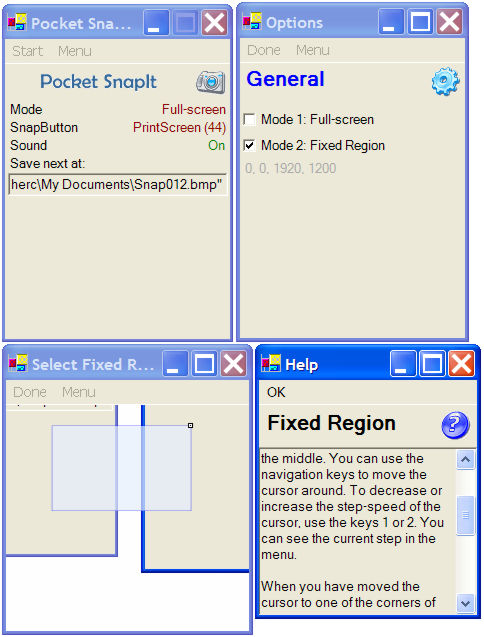 Pocket Sna...
Start Menu
Pocket SnapIt
Mode Full-screen
SnapButton PrintScreen (44)
Sound On
Save next at:
herc\My Documents\Snap012.bmp"
Options
Done Menu
General
Mode 1: Full-screen
Mode 2: Fixed Region
0, 0, 1920, 1200
Select Fixed R...
Done Menu
Help
OK
Fixed Region
the middle. You can use the
navigation keys to move the
cursor around. To decrease or
increase the step-speed of the
cursor, use the keys 1 or 2. You
can see the current step in the
menu.
When you have moved the
cursor to one of the corners of